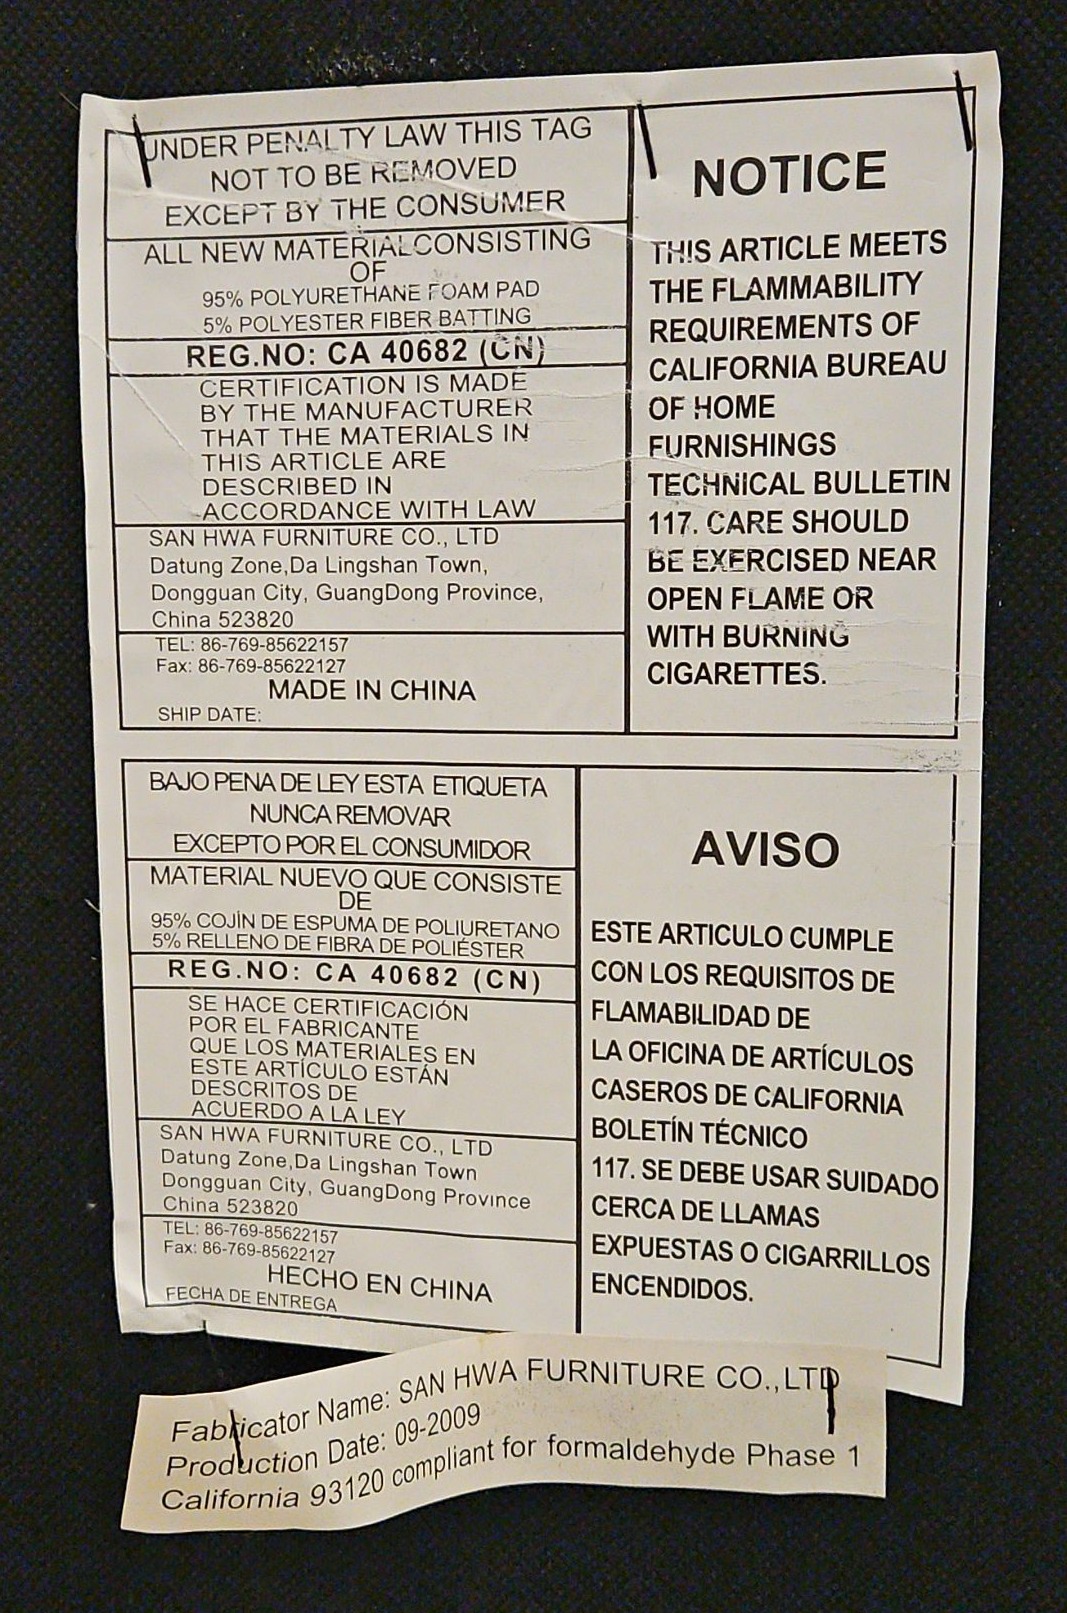 UNDER PENALTY LAW THIS TAG
NOT TO BE REMOVED
EXCEPT BY THE CONSUMER
ALL NEW MATERIAL CONSISTING
OF
95% POLYURETHANE FOAM PAD
5% POLYESTER FIBER BATTING
REG.NO: CA 40682 (CN)
CERTIFICATION IS MADE
BY THE MANUFACTURER
THAT THE MATERIALS IN
THIS ARTICLE ARE
DESCRIBED IN
ACCORDANCE WITH LAW
SAN HWA FURNITURE CO., LTD
Datung Zone,Da Lingshan Town,
Dongguan City, GuangDong Province,
China 523820
TEL: 86-769-85622157
Fax: 86-769-85622127
MADE IN CHINA
SHIP DATE:
NOTICE
THIS ARTICLE MEETS
THE FLAMMABILITY
REQUIREMENTS OF
CALIFORNIA BUREAU
OF HOME
FURNISHINGS
TECHNICAL BULLETIN
117. CARE SHOULD
BE EXERCISED NEAR
OPEN FLAME OR
WITH BURNING
CIGARETTES.
BAJO PENA DE LEY ESTA ETIQUETA
NUNCA REMOVAR
EXCEPTO POR EL CONSUMIDOR
MATERIAL NUEVO QUE CONSISTE
DE
95% COJÍN DE ESPUMA DE POLIURETANO
5% RELLENO DE FIBRA DE POLIÉSTER
REG.NO: CA 40682 (CN)
SE HACE CERTIFICACIÓN
POR EL FABRICANTE
QUE LOS MATERIALES EN
ESTE ARTÍCULO ESTÁN
DESCRITOS DE
ACUERDO A LA LEY
SAN HWA FURNITURE CO., LTD
Datung Zone,Da Lingshan Town
Dongguan City, GuangDong Province
China 523820
TEL: 86-769-85622157
Fax: 86-769-85622127
HECHO EN CHINA
FECHA DE ENTREGA
AVISO
ESTE ARTICULO CUMPLE
CON LOS REQUISITOS DE
FLAMABILIDAD DE
LA OFICINA DE ARTÍCULOS
CASEROS DE CALIFORNIA
BOLETÍN TÉCNICO
117. SE DEBE USAR SUIDADO
CERCA DE LLAMAS
EXPUESTAS O CIGARRILLOS
ENCENDIDOS.
Fabricator Name: SAN HWA FURNITURE CO.,LTD
Production Date: 09-2009
California 93120 compliant for formaldehyde Phase 1